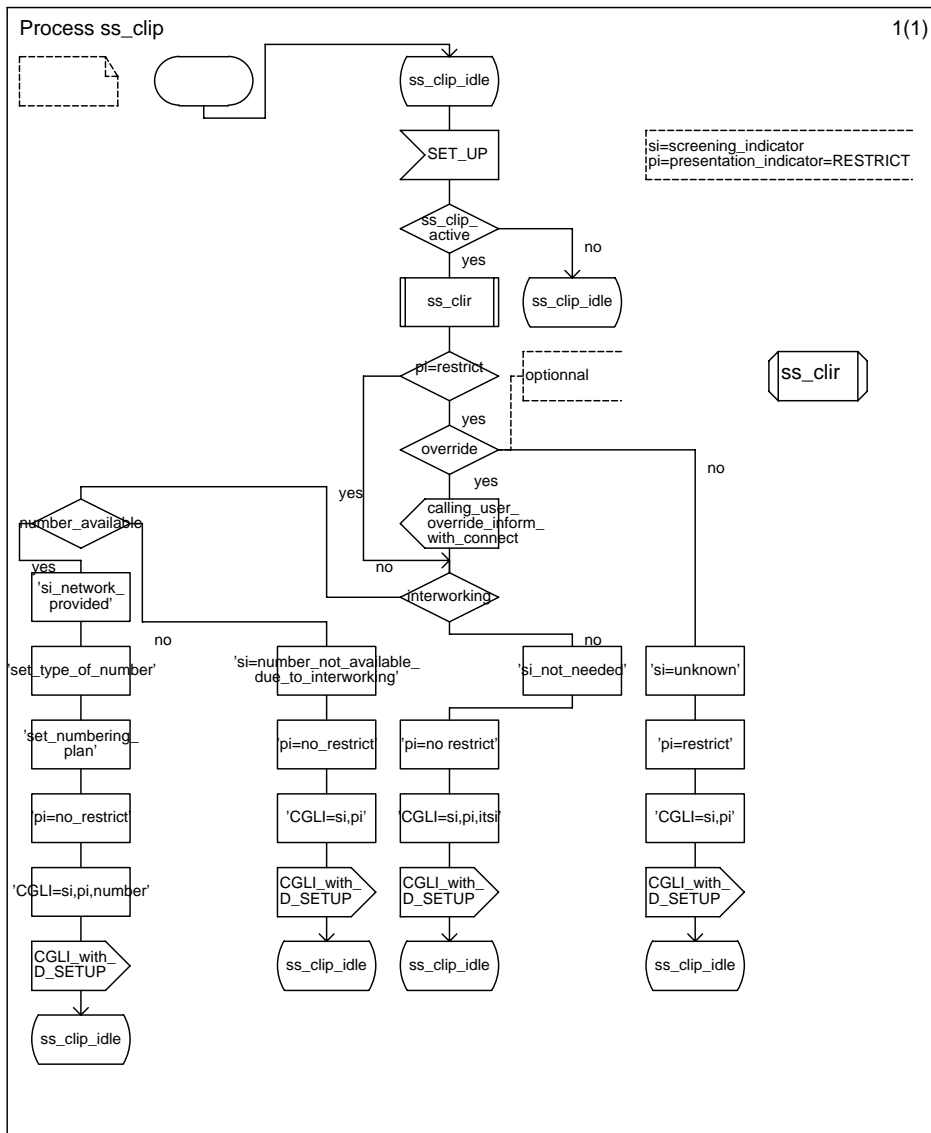 Process ss_clip
1(1)
ss_clip_idle
SET_UP
si=screening_indicator
pi=presentation_indicator=RESTRICT
ss_clip_
active
no
yes
ss_clir
ss_clip_idle
pi=restrict
optionnal
ss_clir
yes
override
no
yes
yes
calling_user_
override_inform_
with_connect
number_available
no
yes
'si_network_
provided'
interworking
no
no
'set_type_of_number'
'si=number_not_available_
due_to_interworking'
'si_not_needed'
'si=unknown'
'set_numbering_
plan'
'pi=no_restrict'
'pi=no restrict'
'pi=restrict'
'pi=no_restrict'
'CGLI=si,pi'
'CGLI=si,pi,itsi'
'CGLI=si,pi'
'CGLI=si,pi,number'
CGLI_with_
D_SETUP
CGLI_with_
D_SETUP
CGLI_with_
D_SETUP
CGLI_with_
D_SETUP
ss_clip_idle
ss_clip_idle
ss_clip_idle
ss_clip_idle